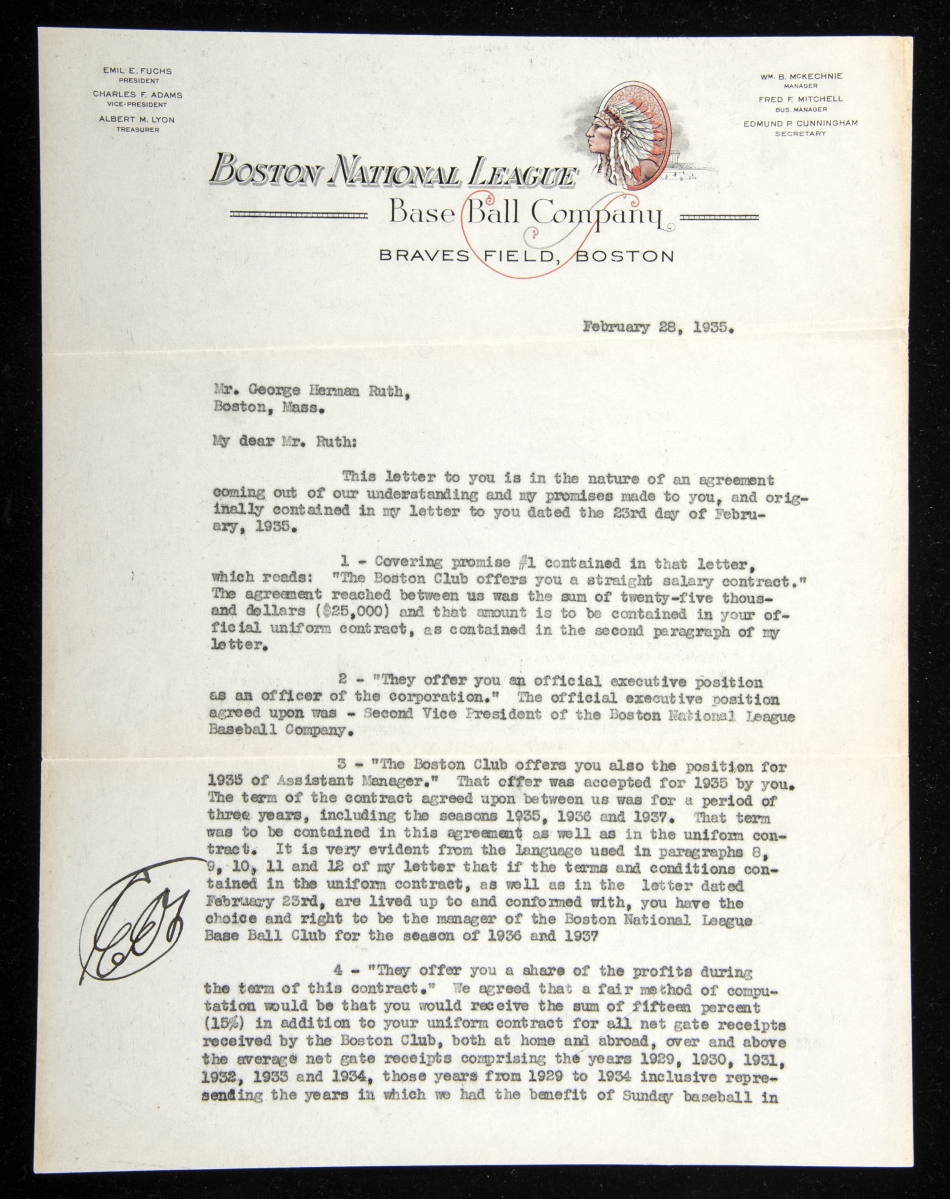 EMIL E. FUCHS
PRESIDENT
CHARLES F. ADAMS
VICE-PRESIDENT
ALBERT M. LYON
TREASURER
WM. B. MCKECHNIE
MANAGER
FRED F. MITCHELL
BUS. MANAGER
EDMUND P. CUNNINGHAM
SECRETARY
BOSTON NATIONAL LEAGUE
Base Ball Company
BRAVES FIELD, BOSTON
February 28, 1935.
Mr. George Herman Ruth,
Boston, Mass.
My dear Mr. Ruth:
This letter to you is in the nature of an agreement
coming out of our understanding and my promises made to you, and orig-
inally contained in my letter to you dated the 23rd day of Febru-
ary, 1935.
1 - Covering promise #1 contained in that letter,
which reads: "The Boston Club offers you a straight salary contract."
The agreement reached between us was the sum of twenty-five thous-
and dollars ($25,000) and that amount is to be contained in your of-
ficial uniform contract, as contained in the second paragraph of my
letter.
2 - "They offer you an official executive position
as an officer of the corporation." The official executive position
agreed upon was - Second Vice President of the Boston National League
Baseball Company.
3 - "The Boston Club offers you also the position for
1935 of Assistant Manager." That offer was accepted for 1935 by you.
The term of the contract agreed upon between us was for a period of
three years, including the seasons 1935, 1936 and 1937. That term
was to be contained in this agreement as well as in the uniform con-
tract. It is very evident from the language used in paragraphs 8,
9, 10, 11 and 12 of my letter that if the terms and conditions con-
tained in the uniform contract, as well as in the letter dated
February 23rd, are lived up to and conformed with, you have the
choice and right to be the manager of the Boston National League
Base Ball Club for the season of 1936 and 1937
4 - "They offer you a share of the profits during
the term of this contract." We agreed that a fair method of compu-
tation would be that you would receive the sum of fifteen percent
(15%) in addition to your uniform contract for all net gate receipts
received by the Boston Club, both at home and abroad, over and above
the average net gate receipts comprising the years 1929, 1930, 1931,
1932, 1933 and 1934, those years from 1929 to 1934 inclusive repre-
sending the years in which we had the benefit of Sunday baseball in